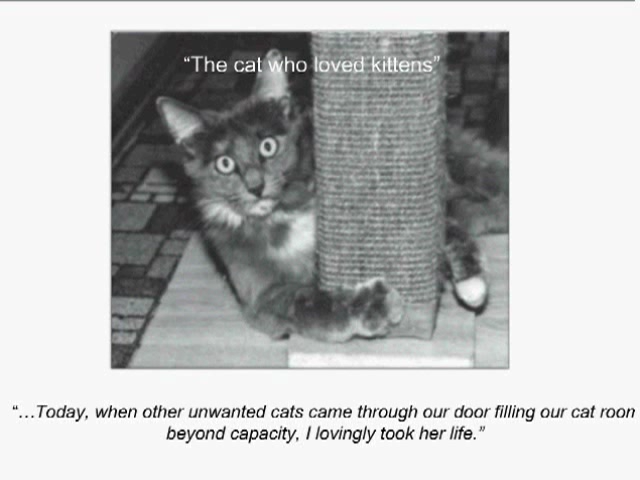 “The cat who loved kittens”
“…Today, when other unwanted cats came through our door filling our cat roon
beyond capacity, I lovingly took her life.”